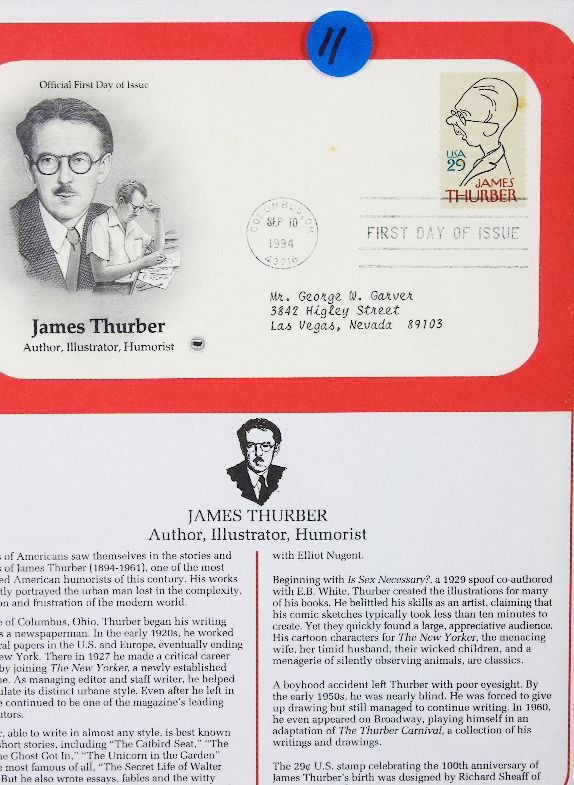 11
Official First Day of Issue
USA
29
JAMES
THURBER
COLUMBUS, OH
SEP 10
1994
43216
FIRST DAY OF ISSUE
Mr. George W. Garver
3842 Higley Street
Las Vegas, Nevada 89103
James Thurber
Author, Illustrator, Humorist
JAMES THURBER
Author, Illustrator, Humorist
s of Americans saw themselves in the stories and
s of James Thurber (1894-1961), one of the most
ed American humorists of this century. His works
tly portrayed the urban man lost in the complexity,
on and frustration of the modern world.
e of Columbus, Ohio, Thurber began his writing
s a newspaperman. In the early 1920s, he worked
ral papers in the U.S. and Europe, eventually ending
ew York. There in 1927 he made a critical career
by joining The New Yorker, a newly established
ne. As managing editor and staff writer, he helped
ulate its distinct urbane style. Even after he left in
e continued to be one of the magazine's leading
utors.
r, able to write in almost any style, is best known
short stories, including "The Catbird Seat," "The
he Ghost Got In," "The Unicorn in the Garden"
e most famous of all, "The Secret Life of Walter
But he also wrote essays, fables and the witty
with Elliot Nugent.
Beginning with Is Sex Necessary?, a 1929 spoof co-authored
with E.B. White, Thurber created the illustrations for many
of his books. He belittled his skills as an artist, claiming that
his comic sketches typically took less than ten minutes to
create. Yet they quickly found a large, appreciative audience.
His cartoon characters for The New Yorker, the menacing
wife, her timid husband, their wicked children, and a
menagerie of silently observing animals, are classics.
A boyhood accident left Thurber with poor eyesight. By
the early 1950s, he was nearly blind. He was forced to give
up drawing but still managed to continue writing. In 1960,
he even appeared on Broadway, playing himself in an
adaptation of The Thurber Carnival, a collection of his
writings and drawings.
The 29¢ U.S. stamp celebrating the 100th anniversary of
James Thurber's birth was designed by Richard Sheaff of